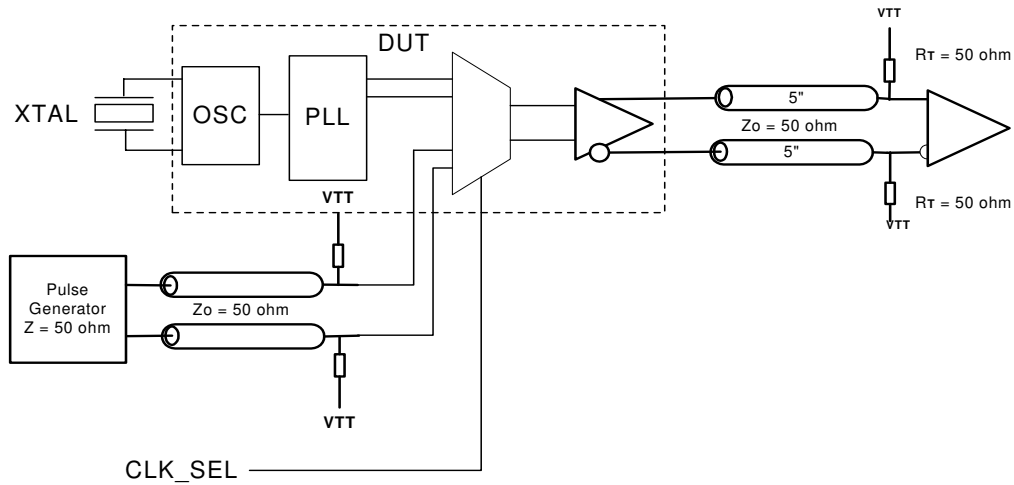 VTT
DUT
RT = 50 ohm
XTAL
OSC
PLL
5"
Zo = 50 ohm
5"
VTT
RT = 50 ohm
VTT
Pulse
Generator
Z = 50 ohm
Zo = 50 ohm
VTT
CLK_SEL